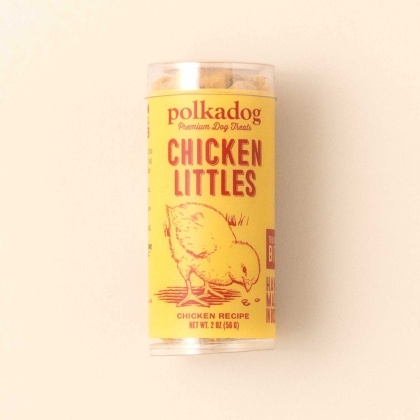 polkadog
Premium Dog Treats
CHICKEN
LITTLES
CHICKEN RECIPE
NET WT. 2 OZ (56 G)